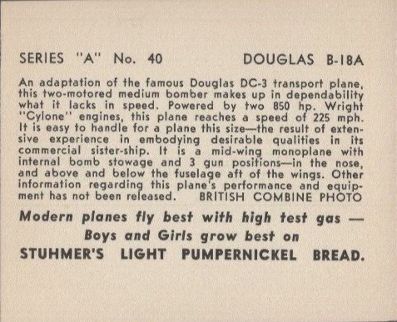 SERIES "A" No. 40 DOUGLAS B-18A
An adaptation of the famous Douglas DC-3 transport plane,
this two-motored medium bomber makes up in dependability
what it lacks in speed. Powered by two 850 hp. Wright
"Cylone" engines, this plane reaches a speed of 225 mph.
It is easy to handle for a plane this size—the result of exten-
sive experience in embodying desirable qualities in its
commercial sister-ship. It is a mid-wing monoplane with
internal bomb stowage and 3 gun positions—in the nose,
and above and below the fuselage aft of the wings. Other
information regarding this plane's performance and equip-
ment has not been released. BRITISH COMBINE PHOTO
Modern planes fly best with high test gas —
Boys and Girls grow best on
STUHMER'S LIGHT PUMPERNICKEL BREAD.